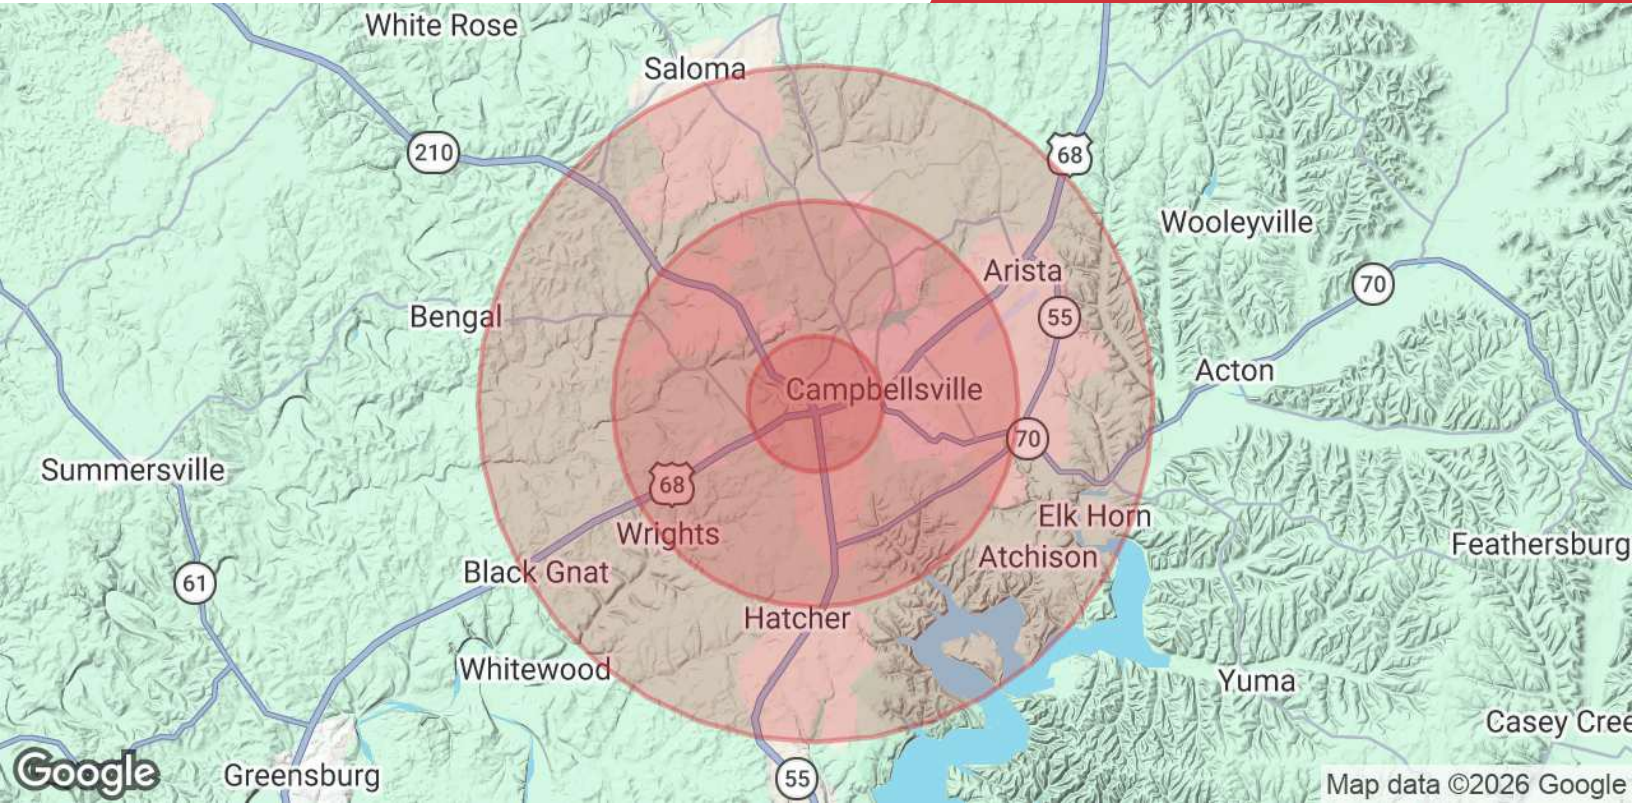 White Rose
Saloma
210
68
Wooleyville
Arista
70
Bengal
55
Acton
Campbellsville
70
Summersville
68
Elk Horn
Wrights
Feathersburg
Atchison
Black Gnat
61
Hatcher
Whitewood
Yuma
Casey Cree
Google
Greensburg
55
Map data ©2026 Google